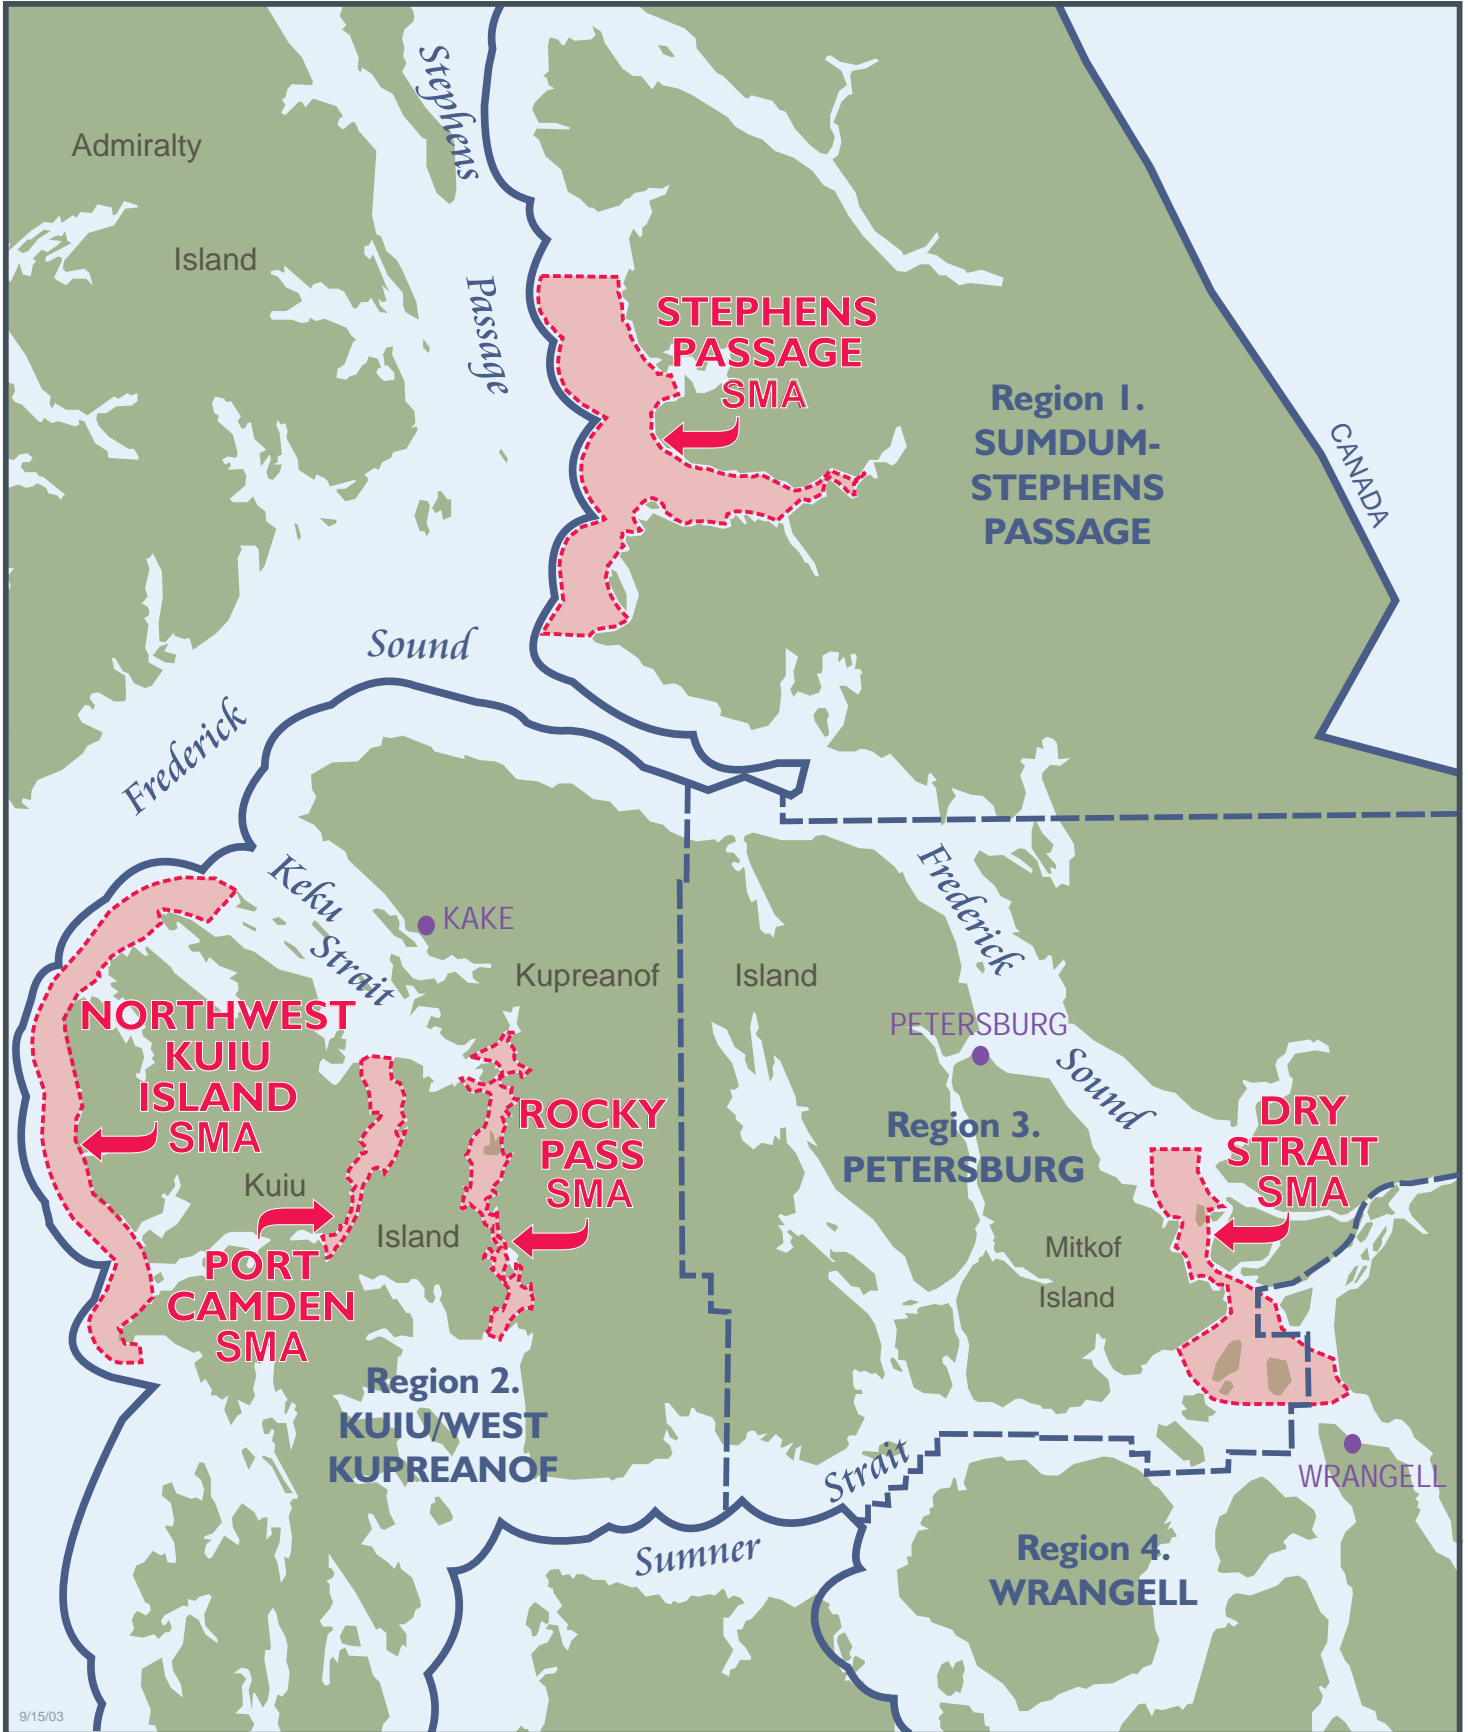 Stephens
Passage
Admiralty
Island
STEPHENS
PASSAGE
SMA
Region 1.
SUMDUM-
STEPHENS
PASSAGE
CANADA
Sound
Frederick
Keku
Strait
KAKE
Kupreanof
Island
Frederick
Sound
PETERSBURG
NORTHWEST
KUIU
ISLAND
SMA
ROCKY
PASS
SMA
Region 3.
PETERSBURG
DRY
STRAIT
SMA
Kuiu
Island
Mitkof
Island
PORT
CAMDEN
SMA
Region 2.
KUIU/WEST
KUPREANOF
Strait
Sumner
WRANGELL
Region 4.
WRANGELL
9/15/03